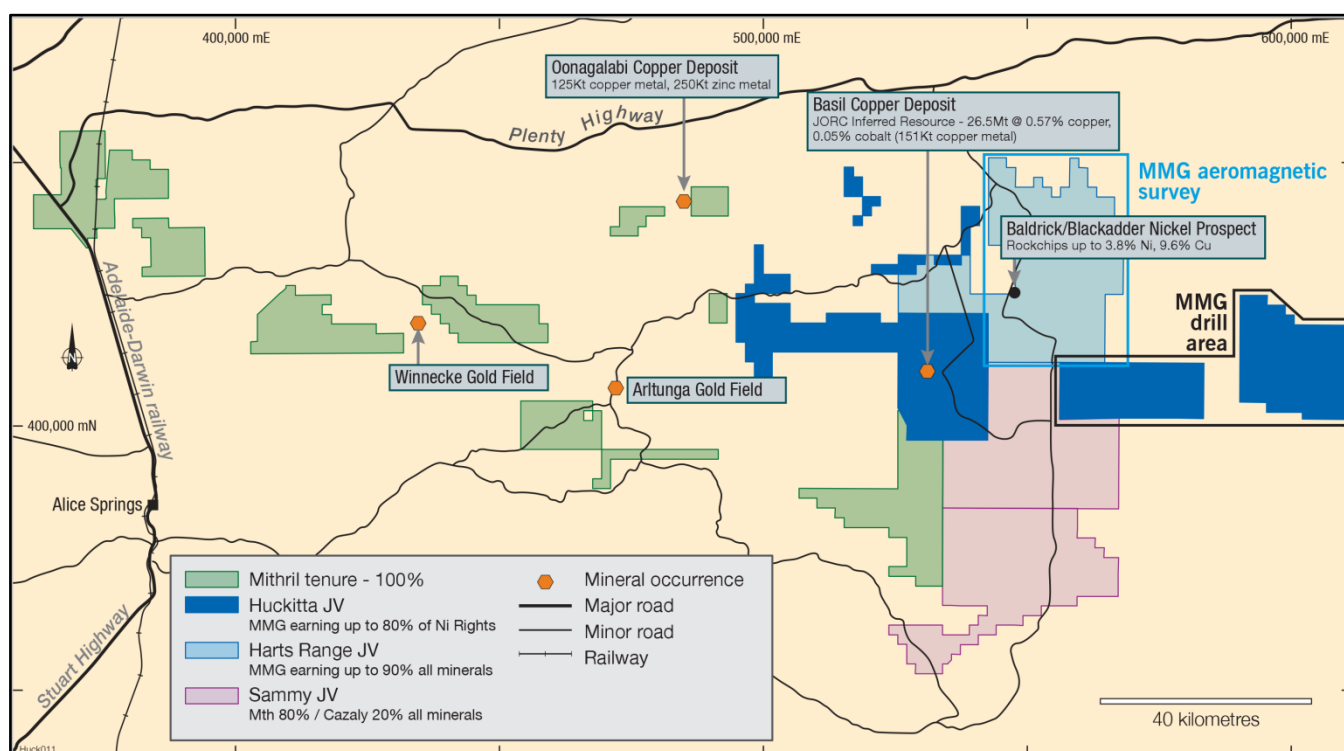 400,000 mE
500,000 mE
600,000 mE
Oonagalabi Copper Deposit
125Kt copper metal, 250Kt zinc metal
Plenty Highway
Basil Copper Deposit
JORC Inferred Resource - 26.5Mt @ 0.57% copper,
0.05% cobalt (151Kt copper metal)
MMG aeromagnetic
survey
Baldrick/Blackadder Nickel Prospect
Rockchips up to 3.8% Ni, 9.6% Cu
Adelaide-Darwin railway
MMG
drill
area
N
Winnecke Gold Field
Arltunga Gold Field
400,000 mN
Alice Springs
Stuart Highway
Mithril tenure - 100%
Huckitta JV
MMG earning up to 80% of Ni Rights
Harts Range JV
MMG earning up to 90% all minerals
Sammy JV
Mth 80% / Cazaly 20% all minerals
Mineral occurrence
Major road
Minor road
Railway
40 kilometres
Huck011